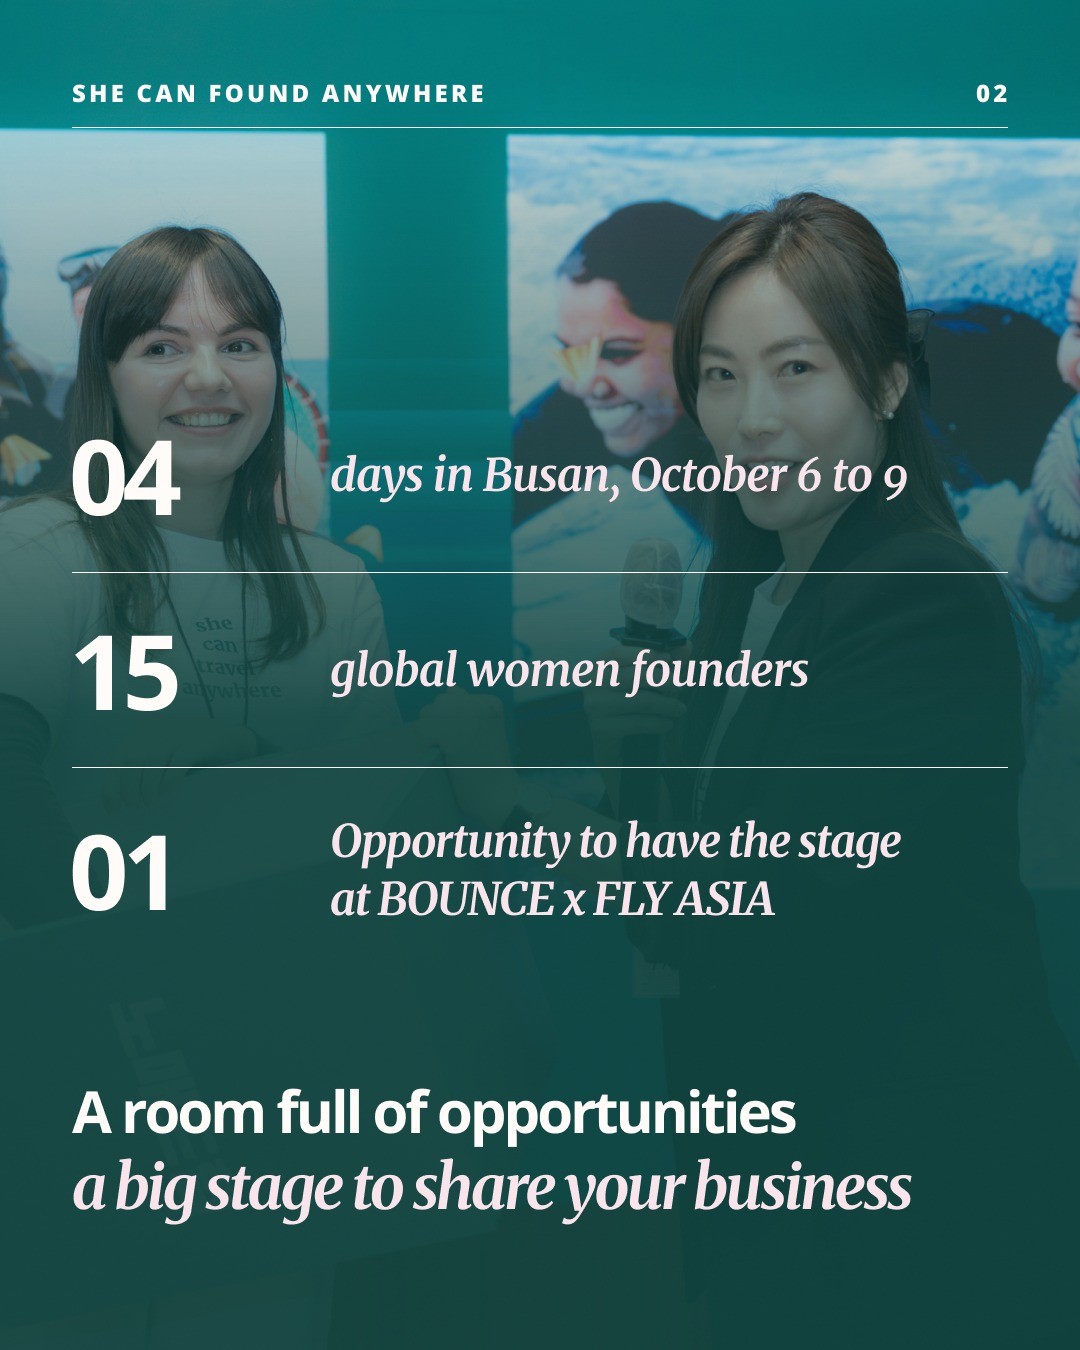 SHE CAN FOUND ANYWHERE 02
04 days in Busan, October 6 to 9
she
can
travel
anywhere
15 global women founders
01 Opportunity to have the stage
at BOUNCE x FLY ASIA
A room full of opportunities
a big stage to share your business